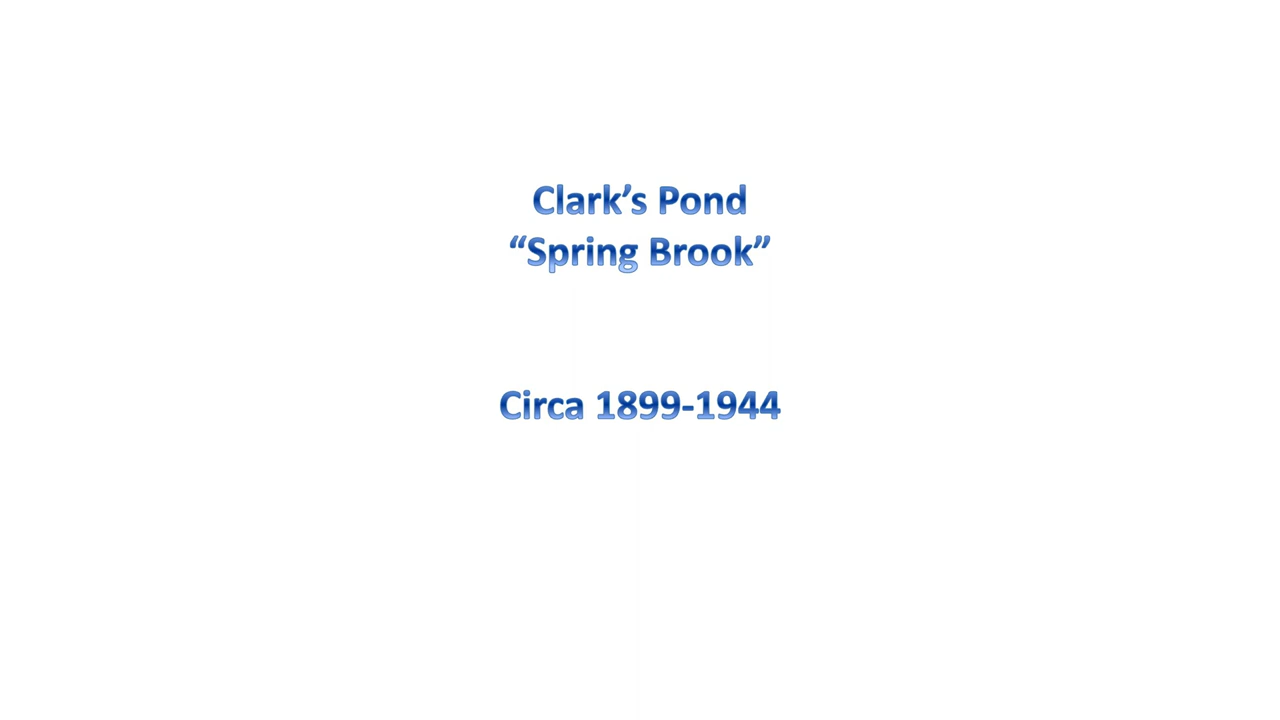 Clark’s Pond
“Spring Brook”
Circa 1899-1944